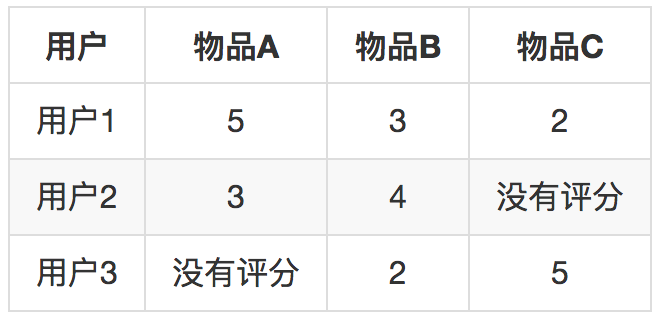 用户 物品A 物品B 物品C
用户1 5 3 2
用户2 3 4 没有评分
用户3 没有评分 2 5